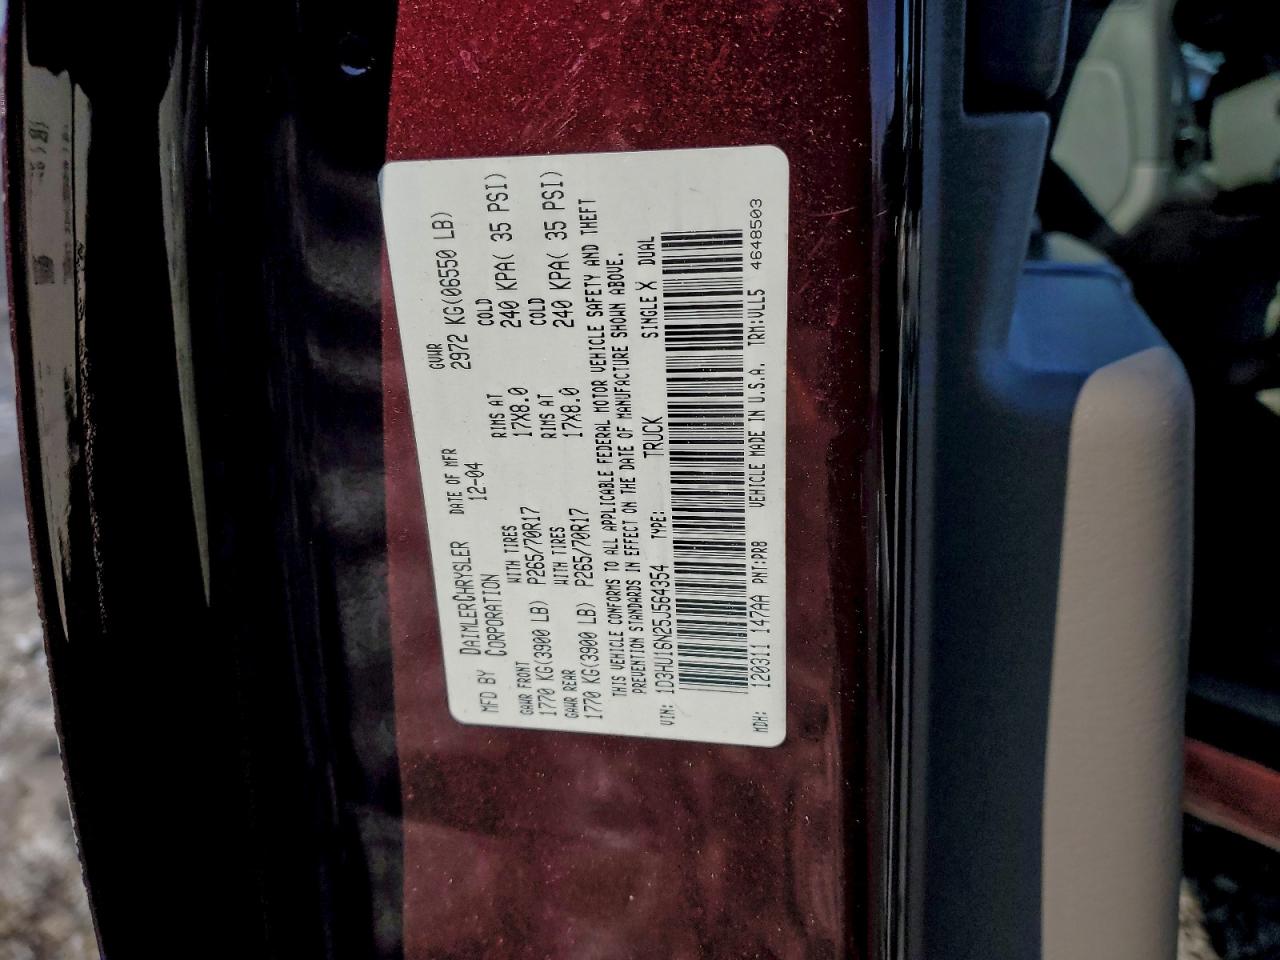 MFD BY DAIMLERCHRYSLER CORPORATION
DATE OF MFR 12-04
GVWR 2972 KG(06550 LB)
GAWR FRONT WITH TIRES RIMS AT COLD
1770 KG(3900 LB) P265/70R17 17X8.0 240 KPA( 35 PSI)
GAWR REAR WITH TIRES RIMS AT COLD
1770 KG(3900 LB) P265/70R17 17X8.0 240 KPA( 35 PSI)
THIS VEHICLE CONFORMS TO ALL APPLICABLE FEDERAL MOTOR VEHICLE SAFETY AND THEFT
PREVENTION STANDARDS IN EFFECT ON THE DATE OF MANUFACTURE SHOWN ABOVE.
VIN: 1D3HU16N25J564354 TYPE: TRUCK SINGLE X DUAL
MDH: 120311 147AA PNT:PR8 VEHICLE MADE IN U.S.A. TRM:VLL5 4648503